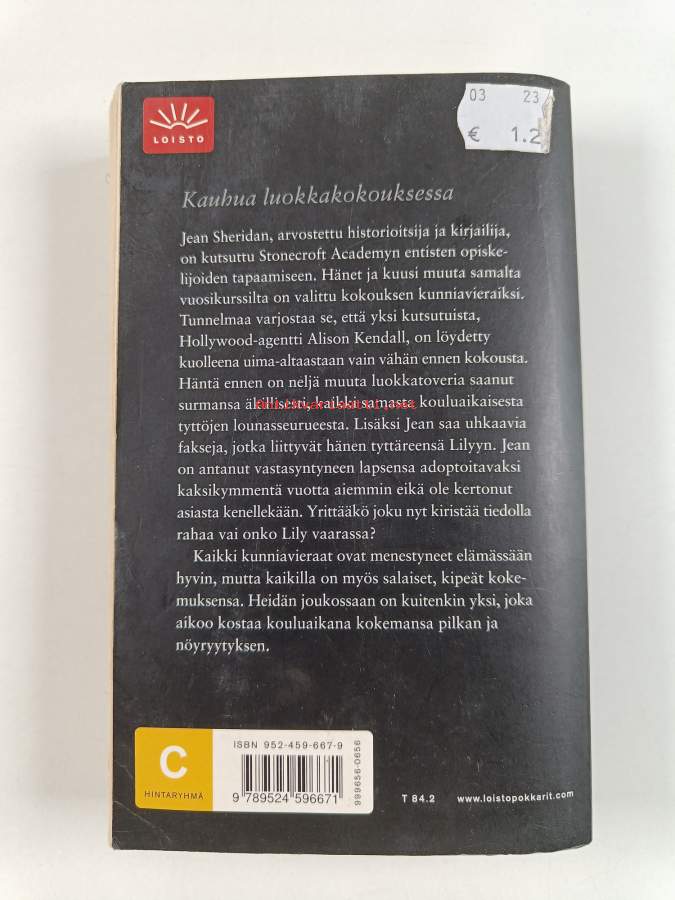 LOISTO
03 23
€ 1.2
Kauhua luokkakokouksessa
Jean Sheridan, arvostettu historioitsija ja kirjailija,
on kutsuttu Stonecroft Academyn entisten opiske-
lijoiden tapaamiseen. Hänet ja kuusi muuta samalta
vuosikurssilta on valittu kokouksen kunniavieraiksi.
Tunnelmaa varjostaa se, että yksi kutsutuista,
Hollywood-agentti Alison Kendall, on löydetty
kuolleena uima-altaastaan vain vähän ennen kokousta.
Häntä ennen on neljä muuta luokkatoveria saanut
surmansa äkillisesti, kaikki samasta kouluaikaisesta
tyttöjen lounasseurueesta. Lisäksi Jean saa uhkaavia
fakseja, jotka liittyvät hänen tyttäreensä Lilyyn. Jean
on antanut vastasyntyneen lapsensa adoptoitavaksi
kaksikymmentä vuotta aiemmin eikä ole kertonut
asiasta kenellekään. Yrittääkö joku nyt kiristää tiedolla
rahaa vai onko Lily vaarassa?
Kaikki kunniavieraat ovat menestyneet elämässään
hyvin, mutta kaikilla on myös salaiset, kipeät koke-
muksensa. Heidän joukossaan on kuitenkin yksi, joka
aikoo kostaa kouluaikana kokemansa pilkan ja
nöyryytyksen.
C
HINTARYHMÄ
ISBN 952-459-667-9
9 789524 596671
999656-0656
T 84.2 www.loistopokkarit.com